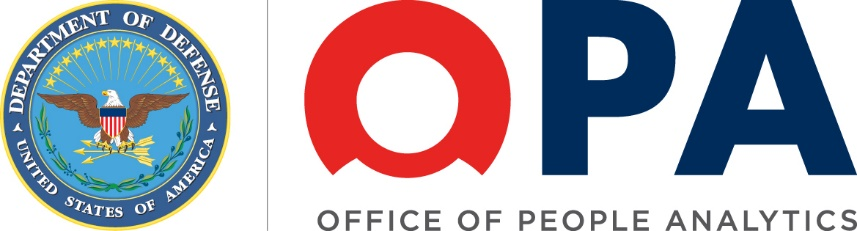 DEPARTMENT OF DEFENSE
UNITED STATES OF AMERICA
OPA
OFFICE OF PEOPLE ANALYTICS